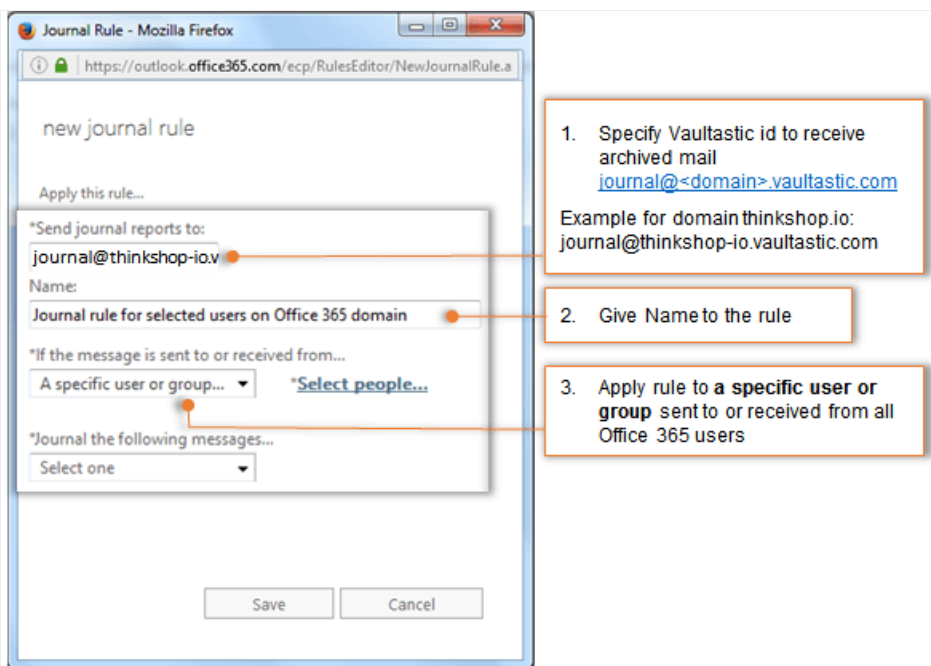 Journal Rule - Mozilla Firefox
https://outlook.office365.com/ecp/RulesEditor/NewJournalRule.a
new journal rule
Apply this rule...
*Send journal reports to:
journal@thinkshop-io.v
Name:
Journal rule for selected users on Office 365 domain
*If the message is sent to or received from...
A specific user or group... *Select people...
*Journal the following messages...
Select one
Save Cancel
1. Specify Vaultastic id to receive
archived mail
journal@<domain>.vaultastic.com
Example for domain thinkshop.io:
journal@thinkshop-io.vaultastic.com
2. Give Name to the rule
3. Apply rule to a specific user or
group sent to or received from all
Office 365 users